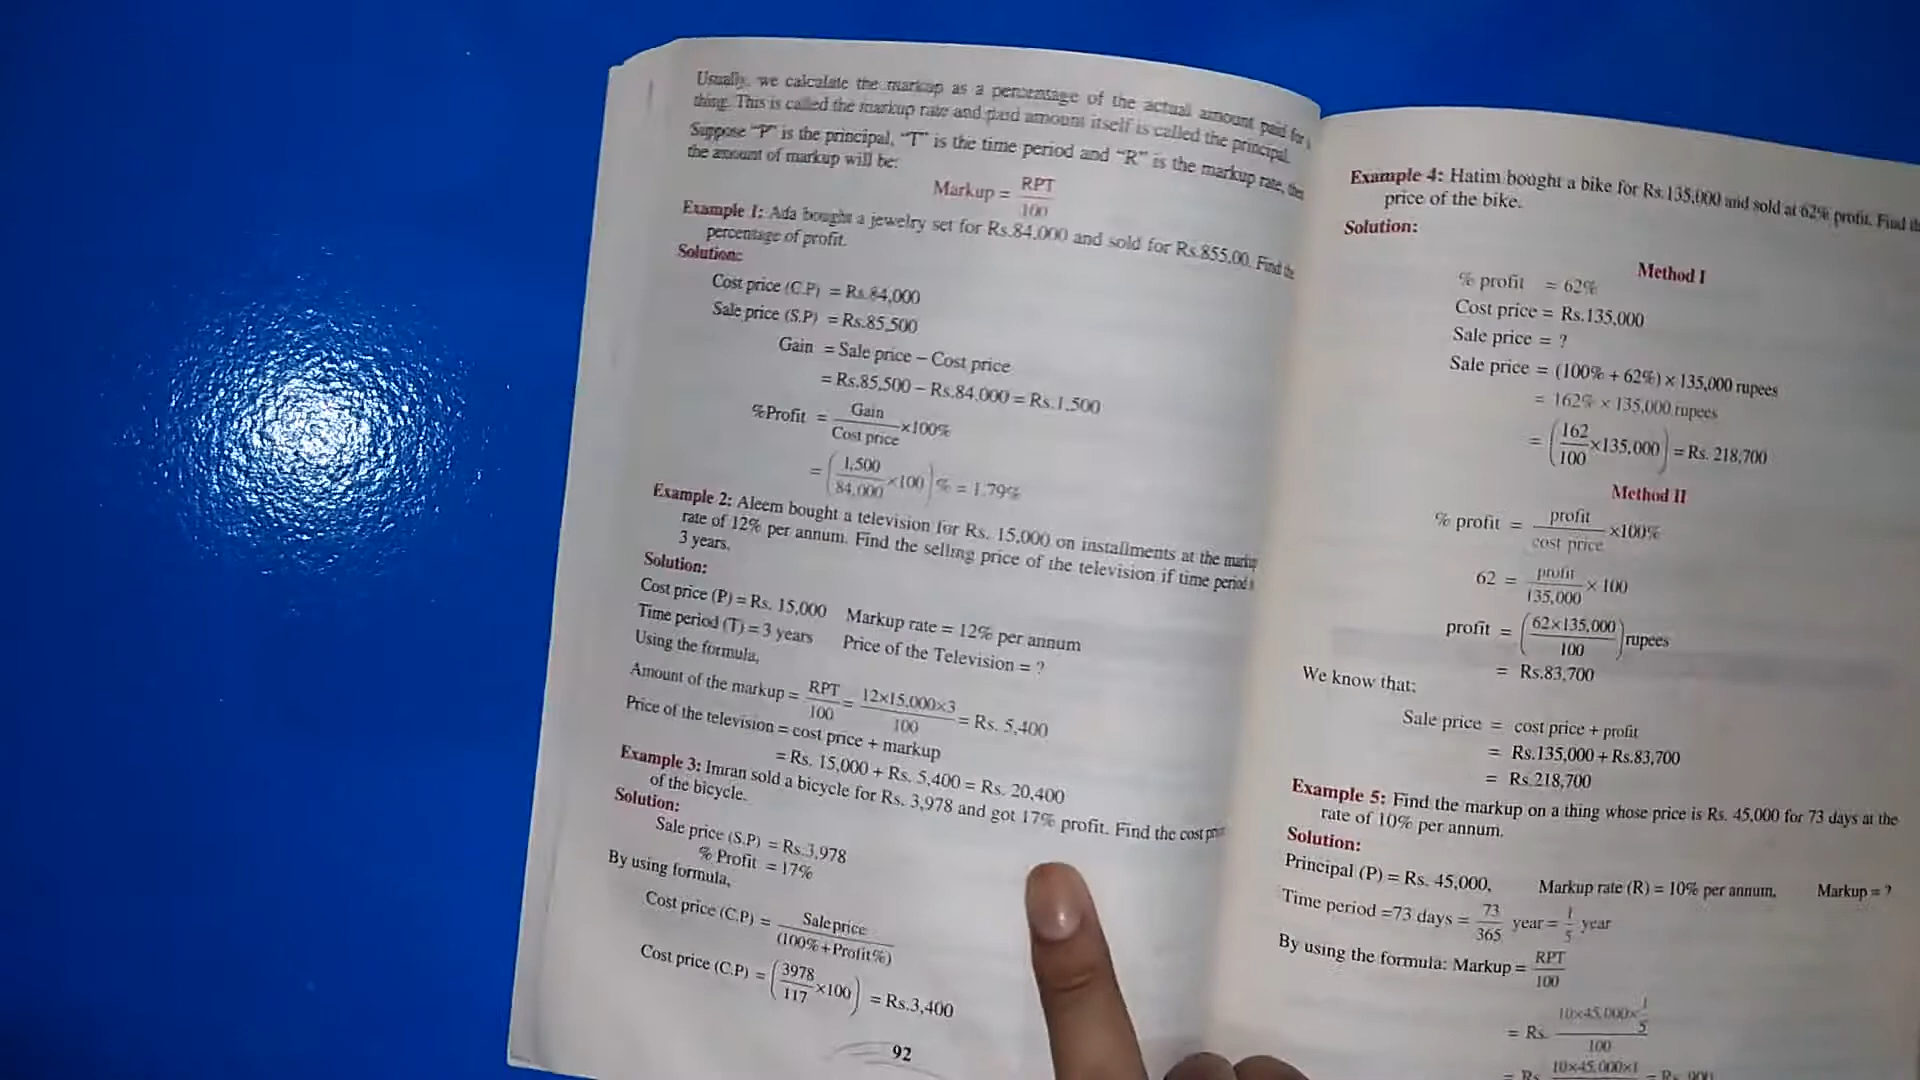 Usually, we calculate the markup as a percentage of the actual amount paid for a
thing. This is called the markup rate and paid amount itself is called the principal.
Suppose "P" is the principal, "T" is the time period and "R" is the markup rate, then
the amount of markup will be:
Markup = RPT/100
Example 1: Ada bought a jewelry set for Rs.84,000 and sold for Rs.855,00. Find the
percentage of profit.
Solution:
Cost price (C.P) = Rs.84,000
Sale price (S.P) = Rs.85,500
Gain = Sale price − Cost price
= Rs.85,500 − Rs.84,000 = Rs.1,500
%Profit = Gain/Cost price ×100%
= (1,500/84,000 ×100)% = 1.79%
Example 2: Aleem bought a television for Rs. 15,000 on installments at the markup
rate of 12% per annum. Find the selling price of the television if time period is
3 years.
Solution:
Cost price (P) = Rs. 15,000 Markup rate = 12% per annum
Time period (T) = 3 years Price of the Television = ?
Using the formula,
Amount of the markup = RPT/100 = 12×15,000×3/100 = Rs. 5,400
Price of the television = cost price + markup
= Rs. 15,000 + Rs. 5,400 = Rs. 20,400
Example 3: Imran sold a bicycle for Rs. 3,978 and got 17% profit. Find the cost price
of the bicycle.
Solution:
Sale price (S.P) = Rs.3,978
% Profit = 17%
By using formula,
Cost price (C.P) = Sale price/(100%+Profit%)
Cost price (C.P) = (3978/117 ×100) = Rs.3,400
92
Example 4: Hatim bought a bike for Rs.135,000 and sold at 62% profit. Find the
price of the bike.
Solution:
Method I
% profit = 62%
Cost price = Rs.135,000
Sale price = ?
Sale price = (100% + 62%) × 135,000 rupees
= 162% × 135,000 rupees
= (162/100 ×135,000) = Rs. 218,700
Method II
% profit = profit/cost price ×100%
62 = profit/135,000 × 100
profit = (62×135,000/100) rupees
= Rs.83,700
We know that;
Sale price = cost price + profit
= Rs.135,000 + Rs.83,700
= Rs.218,700
Example 5: Find the markup on a thing whose price is Rs. 45,000 for 73 days at the
rate of 10% per annum.
Solution:
Principal (P) = Rs. 45,000, Markup rate (R) = 10% per annum, Markup = ?
Time period =73 days = 73/365 year = 1/5 year
By using the formula: Markup = RPT/100
= Rs. 10×45,000×1/5 / 100
= Rs. 10×45,000×1 = Rs. 900